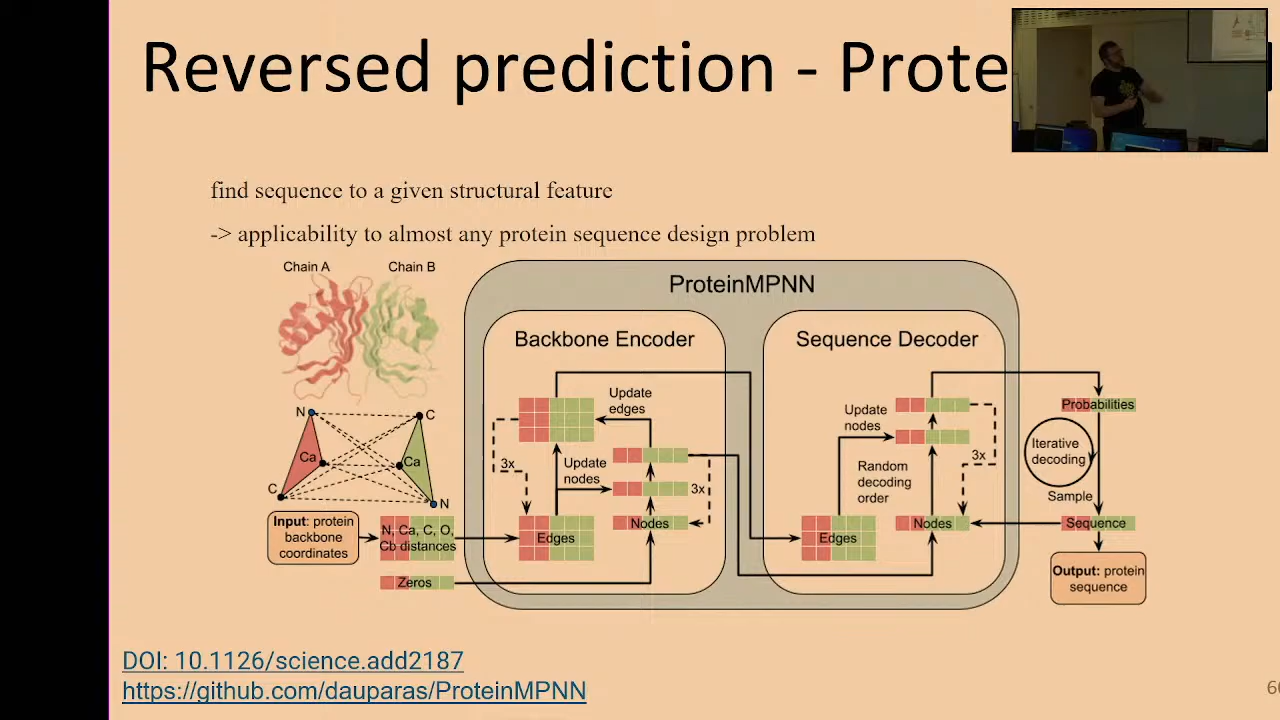 Reversed prediction - Prote
find sequence to a given structural feature
-> applicability to almost any protein sequence design problem
Chain A
Chain B
ProteinMPNN
Backbone Encoder
Sequence Decoder
N
C
Ca
Ca
C
N
Input: protein
backbone
coordinates
N, Ca, C, O,
Cb distances
Zeros
Update
edges
3x
Update
nodes
3x
Edges
Nodes
Update
nodes
Random
decoding
order
3x
Edges
Nodes
Probabilities
Iterative
decoding
Sample
Sequence
Output: protein
sequence
DOI: 10.1126/science.add2187
https://github.com/dauparas/ProteinMPNN